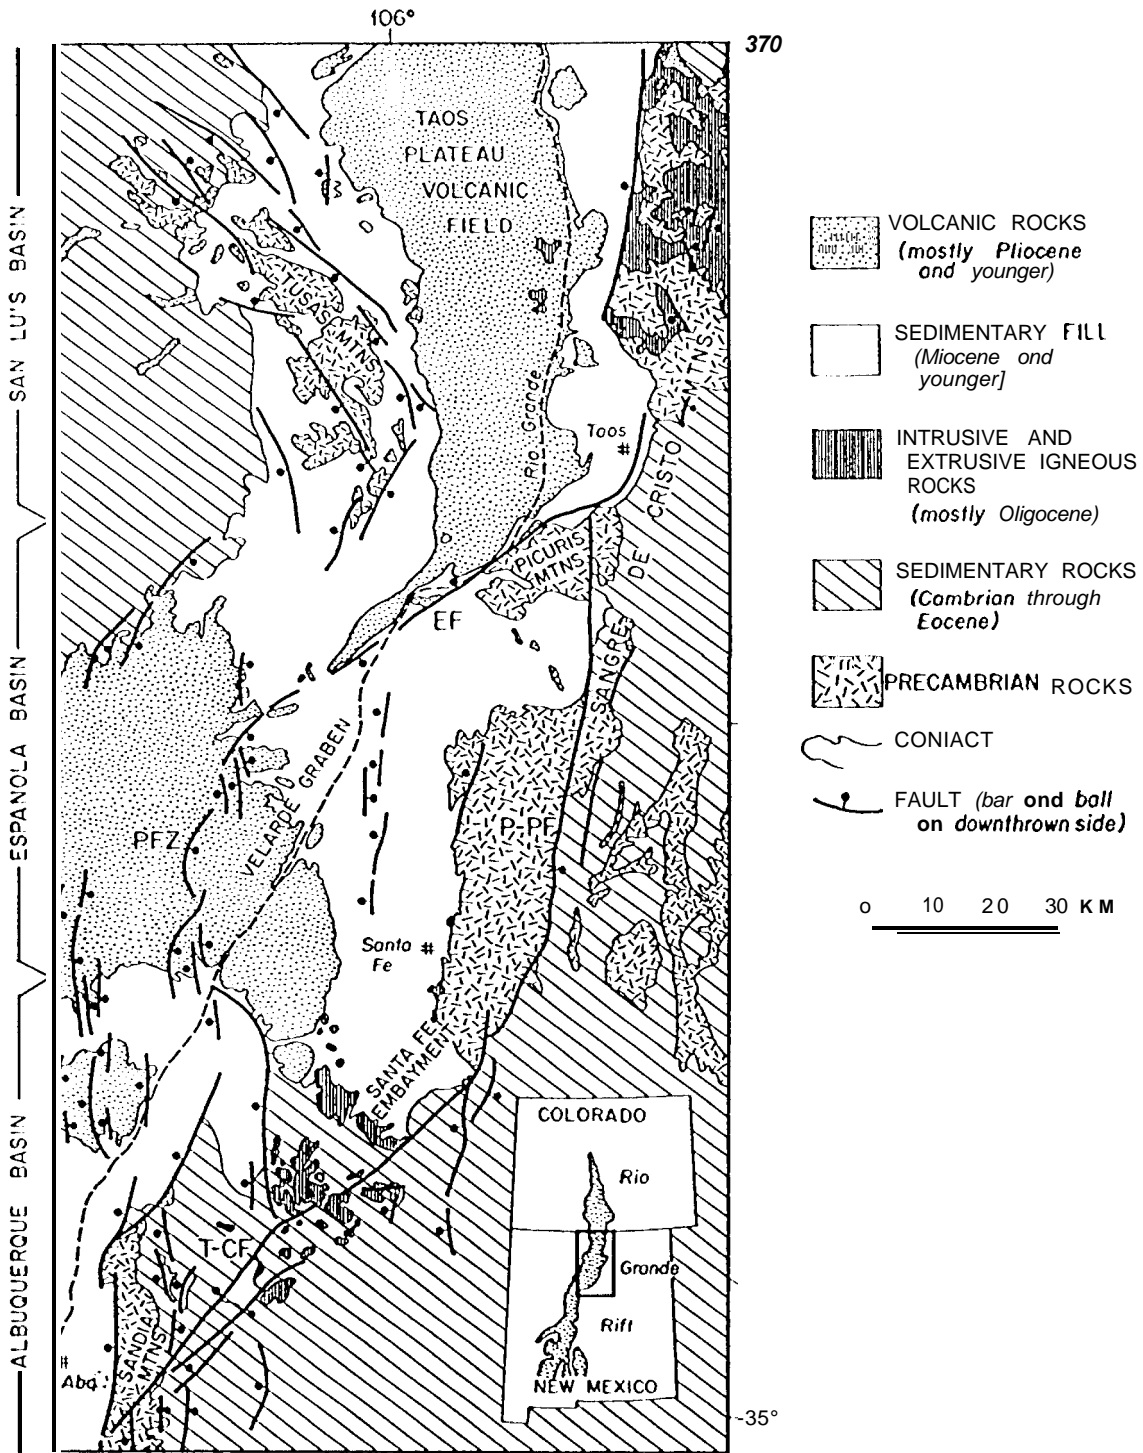 106°
370
TAOS
PLATEAU
VOLCANIC
FIELD
SAN LU'S BASIN
TUSAS MTNS
Rio Grande
Taos
#
MTNS
CRISTO
DE
SANGRE
PICURIS
MTNS
EF
ESPANOLA BASIN
VELARDE GRABEN
PFZ
P-PF
Santa #
Fe
SANTA FE
EMBAYMENT
ALBUQUERQUE BASIN
T-CF
SANDIA
MTNS
#
Abq.
COLORADO
Rio
Grande
Rift
NEW MEXICO
-35°
VOLCANIC ROCKS
(mostly Pliocene
and younger)
SEDIMENTARY FILL
(Miocene ond
younger]
INTRUSIVE AND
EXTRUSIVE IGNEOUS
ROCKS
(mostly Oligocene)
SEDIMENTARY ROCKS
(Cambrian through
Eocene)
PRECAMBRIAN ROCKS
CONIACT
FAULT (bar ond ball
on downthrown side)
o 10 20 30 KM